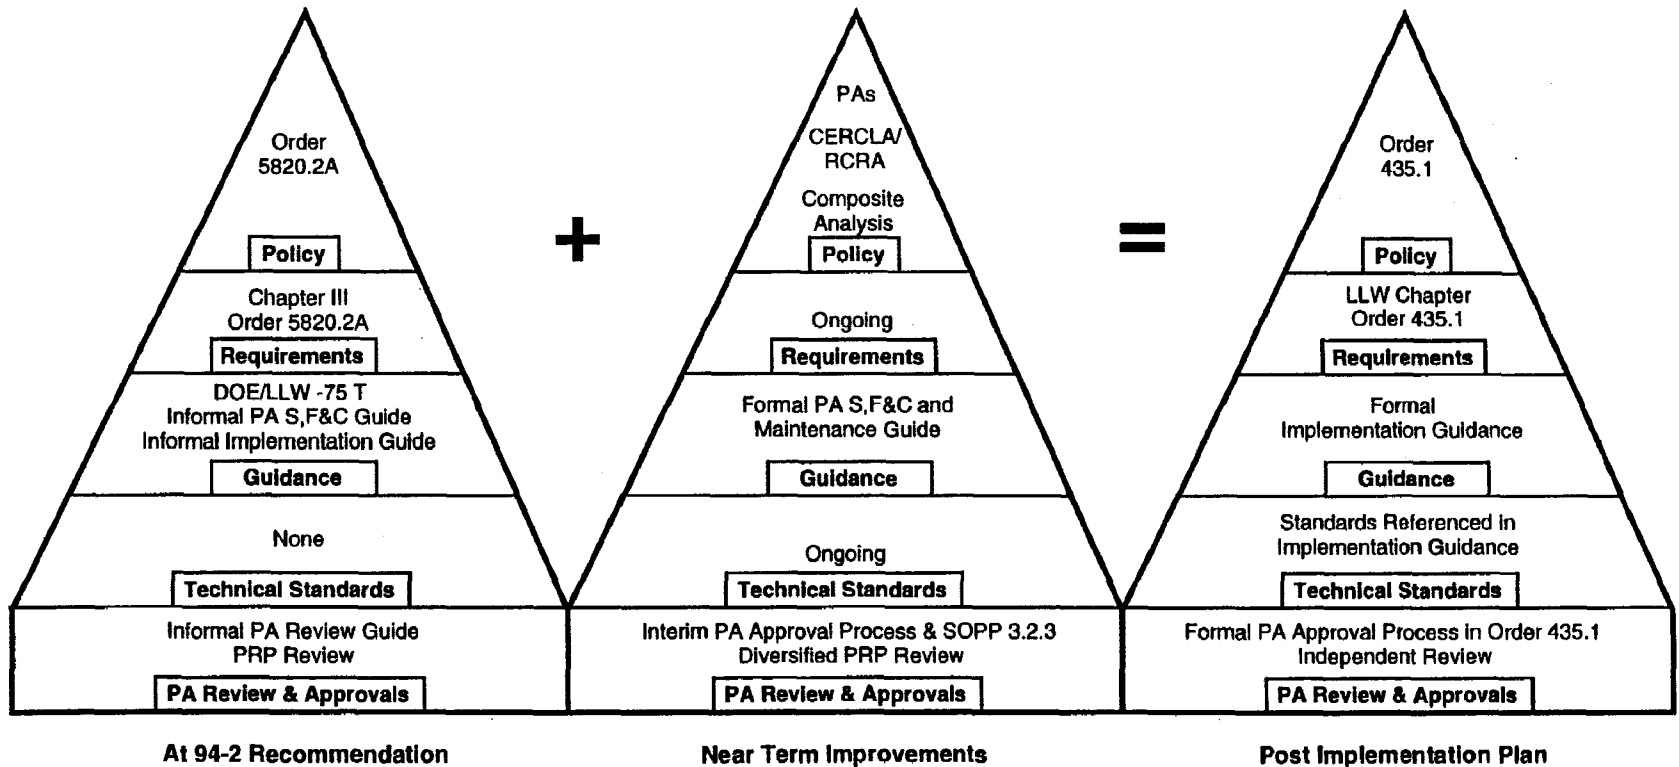 Order
5820.2A
Policy
Chapter III
Order 5820.2A
Requirements
DOE/LLW -75 T
Informal PA S,F&C Guide
Informal Implementation Guide
Guidance
None
Technical Standards
Informal PA Review Guide
PRP Review
PA Review & Approvals
At 94-2 Recommendation
+
PAs
CERCLA/
RCRA
Composite
Analysis
Policy
Ongoing
Requirements
Formal PA S,F&C and
Maintenance Guide
Guidance
Ongoing
Technical Standards
Interim PA Approval Process & SOPP 3.2.3
Diversified PRP Review
PA Review & Approvals
Near Term Improvements
=
Order
435.1
Policy
LLW Chapter
Order 435.1
Requirements
Formal
Implementation Guidance
Guidance
Standards Referenced in
Implementation Guidance
Technical Standards
Formal PA Approval Process in Order 435.1
Independent Review
PA Review & Approvals
Post Implementation Plan